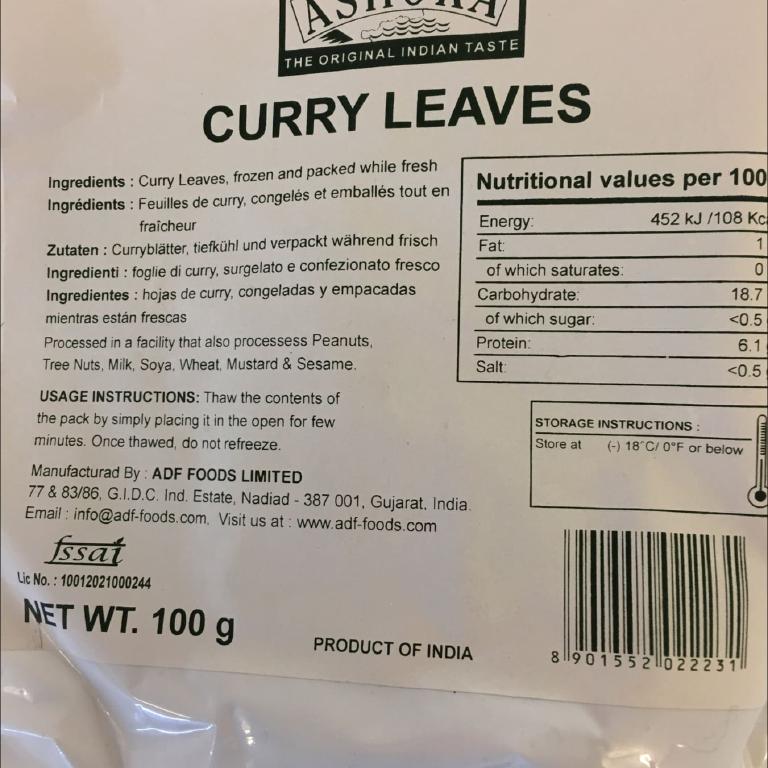 THE ORIGINAL INDIAN TASTE
CURRY LEAVES
Ingredients : Curry Leaves, frozen and packed while fresh
Ingrédients : Feuilles de curry, congelés et emballés tout en
fraîcheur
Zutaten : Curryblätter, tiefkühl und verpackt während frisch
Ingredienti : foglie di curry, surgelato e confezionato fresco
Ingredientes : hojas de curry, congeladas y empacadas
mientras están frescas
Processed in a facility that also processess Peanuts,
Tree Nuts, Milk, Soya, Wheat, Mustard & Sesame.
USAGE INSTRUCTIONS: Thaw the contents of
the pack by simply placing it in the open for few
minutes. Once thawed, do not refreeze.
Manufacturad By : ADF FOODS LIMITED
77 & 83/86, G.I.D.C. Ind. Estate, Nadiad - 387 001, Gujarat, India.
Email : info@adf-foods.com, Visit us at : www.adf-foods.com
fssai
Lic No. : 10012021000244
NET WT. 100 g
PRODUCT OF INDIA
Nutritional values per 100
Energy: 452 kJ /108 Kc
Fat: 1
of which saturates: 0
Carbohydrate: 18.7
of which sugar: <0.5
Protein: 6.1
Salt: <0.5
STORAGE INSTRUCTIONS :
Store at (-) 18°C/ 0°F or below
8 901552 022231